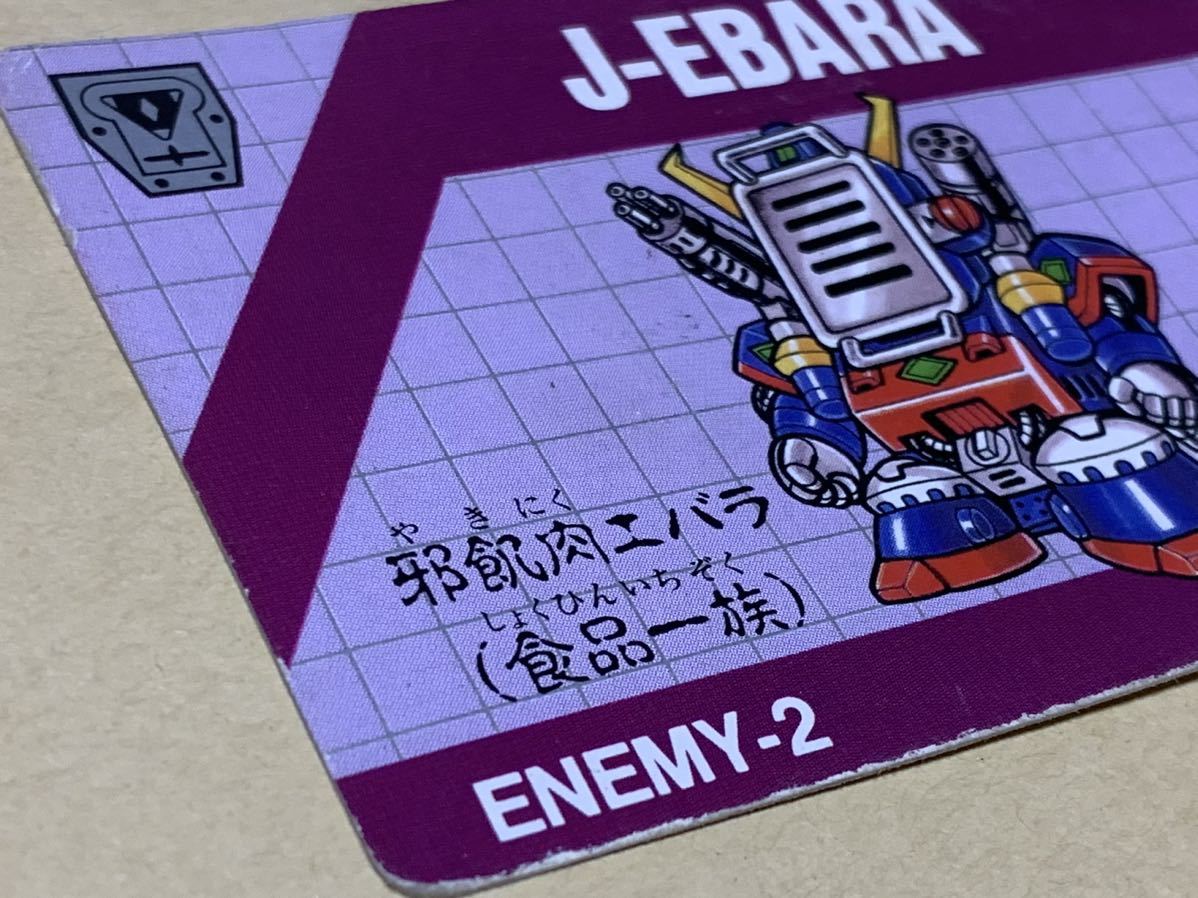 J-EBARA
やきにく
邪飢肉エバラ
しょくひんいちぞく
(食品一族)
ENEMY-2